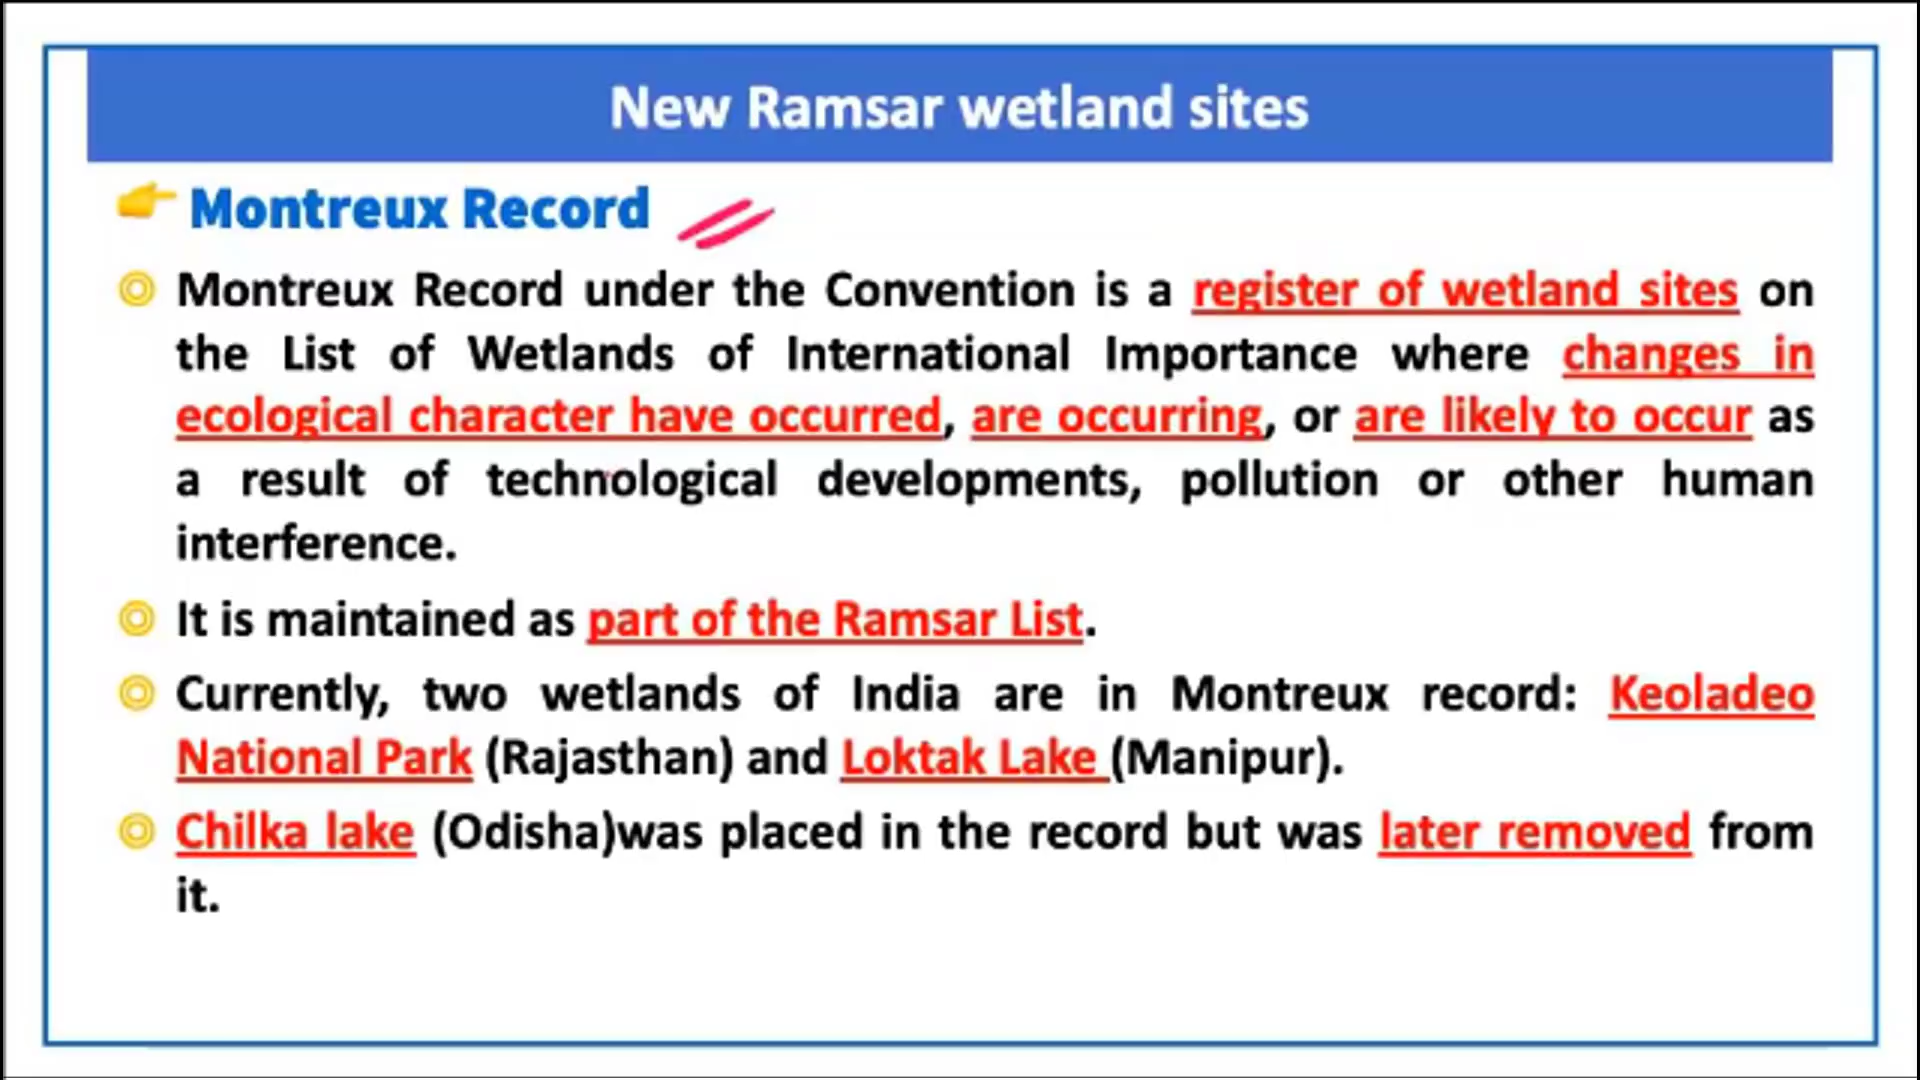 New Ramsar wetland sites
Montreux Record
Montreux Record under the Convention is a register of wetland sites on
the List of Wetlands of International Importance where changes in
ecological character have occurred, are occurring, or are likely to occur as
a result of technological developments, pollution or other human
interference.
It is maintained as part of the Ramsar List.
Currently, two wetlands of India are in Montreux record: Keoladeo
National Park (Rajasthan) and Loktak Lake (Manipur).
Chilka lake (Odisha)was placed in the record but was later removed from
it.